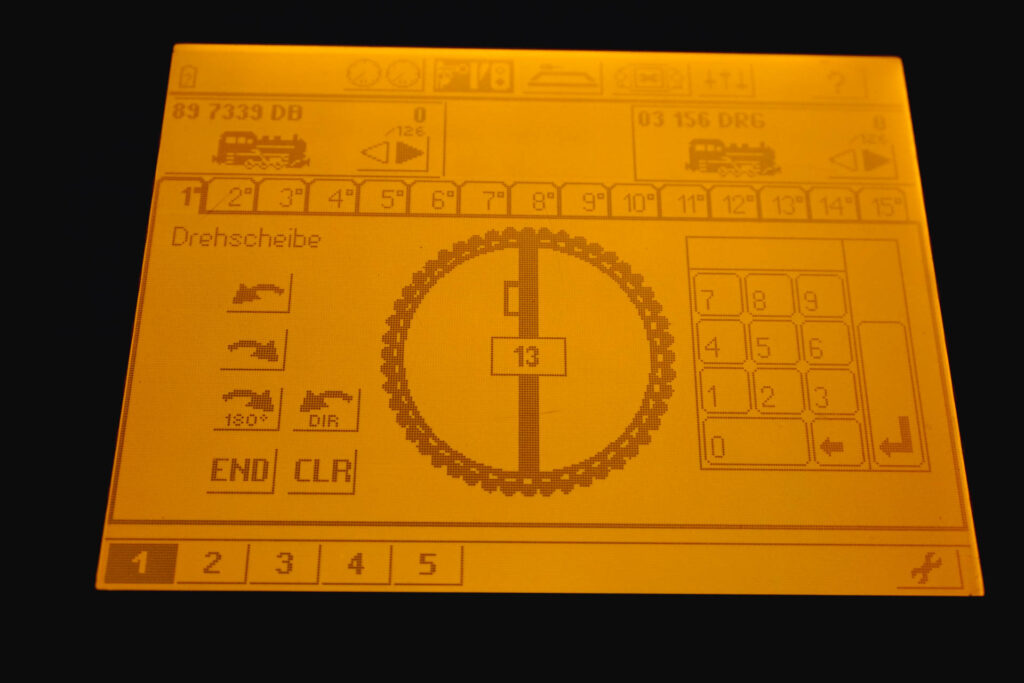 ?
89 7339 DB 0
/126
03 156 DRG 0
/126
1° 2° 3° 4° 5° 6° 7° 8° 9° 10° 11° 12° 13° 14° 15°
Drehscheibe
7 8 9
13
4 5 6
1 2 3
180° DIR
0
END CLR
1 2 3 4 5